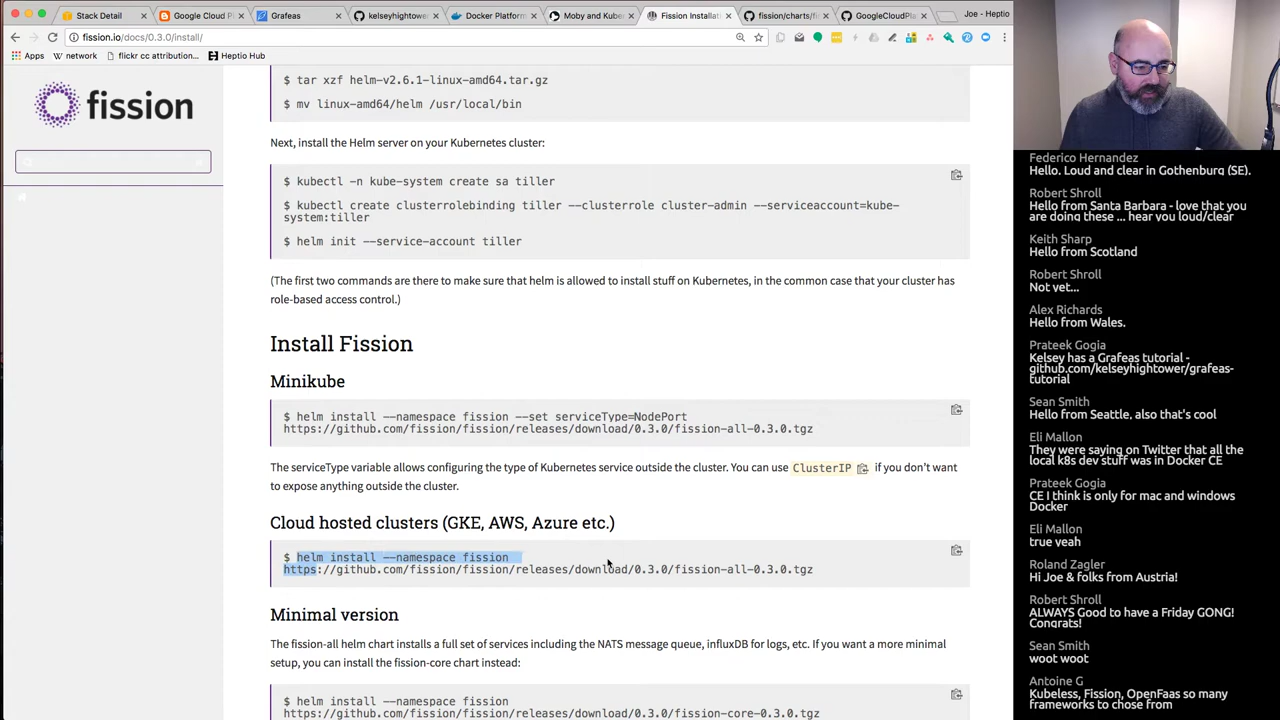 Stack Detail
Google Cloud P
Grafeas
kelseyhightowe
Docker Platform
Moby and Kube
Fission Installati
fission/charts/fi
GoogleCloudPla
Joe - Heptio
fission.io/docs/0.3.0/install/
Apps
network
flickr cc attribution...
Heptio Hub
fission
$ tar xzf helm-v2.6.1-linux-amd64.tar.gz
$ mv linux-amd64/helm /usr/local/bin
Next, install the Helm server on your Kubernetes cluster:
$ kubectl -n kube-system create sa tiller
$ kubectl create clusterrolebinding tiller --clusterrole cluster-admin --serviceaccount=kube-
system:tiller
$ helm init --service-account tiller
(The first two commands are there to make sure that helm is allowed to install stuff on Kubernetes, in the common case that your cluster has
role-based access control.)
Install Fission
Minikube
$ helm install --namespace fission --set serviceType=NodePort
https://github.com/fission/fission/releases/download/0.3.0/fission-all-0.3.0.tgz
The serviceType variable allows configuring the type of Kubernetes service outside the cluster. You can use ClusterIP if you don't want
to expose anything outside the cluster.
Cloud hosted clusters (GKE, AWS, Azure etc.)
$ helm install --namespace fission
https://github.com/fission/fission/releases/download/0.3.0/fission-all-0.3.0.tgz
Minimal version
The fission-all helm chart installs a full set of services including the NATS message queue, influxDB for logs, etc. If you want a more minimal
setup, you can install the fission-core chart instead:
$ helm install --namespace fission
https://github.com/fission/fission/releases/download/0.3.0/fission-core-0.3.0.tgz
Federico Hernandez
Hello. Loud and clear in Gothenburg (SE).
Robert Shroll
Hello from Santa Barbara - love that you
are doing these ... hear you loud/clear
Keith Sharp
Hello from Scotland
Robert Shroll
Not yet...
Alex Richards
Hello from Wales.
Prateek Gogia
Kelsey has a Grafeas tutorial -
github.com/kelseyhightower/grafeas-
tutorial
Sean Smith
Hello from Seattle, also that's cool
Eli Mallon
They were saying on Twitter that all the
local k8s dev stuff was in Docker CE
Prateek Gogia
CE I think is only for mac and windows
Docker
Eli Mallon
true yeah
Roland Zagler
Hi Joe & folks from Austria!
Robert Shroll
ALWAYS Good to have a Friday GONG!
Congrats!
Sean Smith
woot woot
Antoine G
Kubeless, Fission, OpenFaas so many
frameworks to chose from